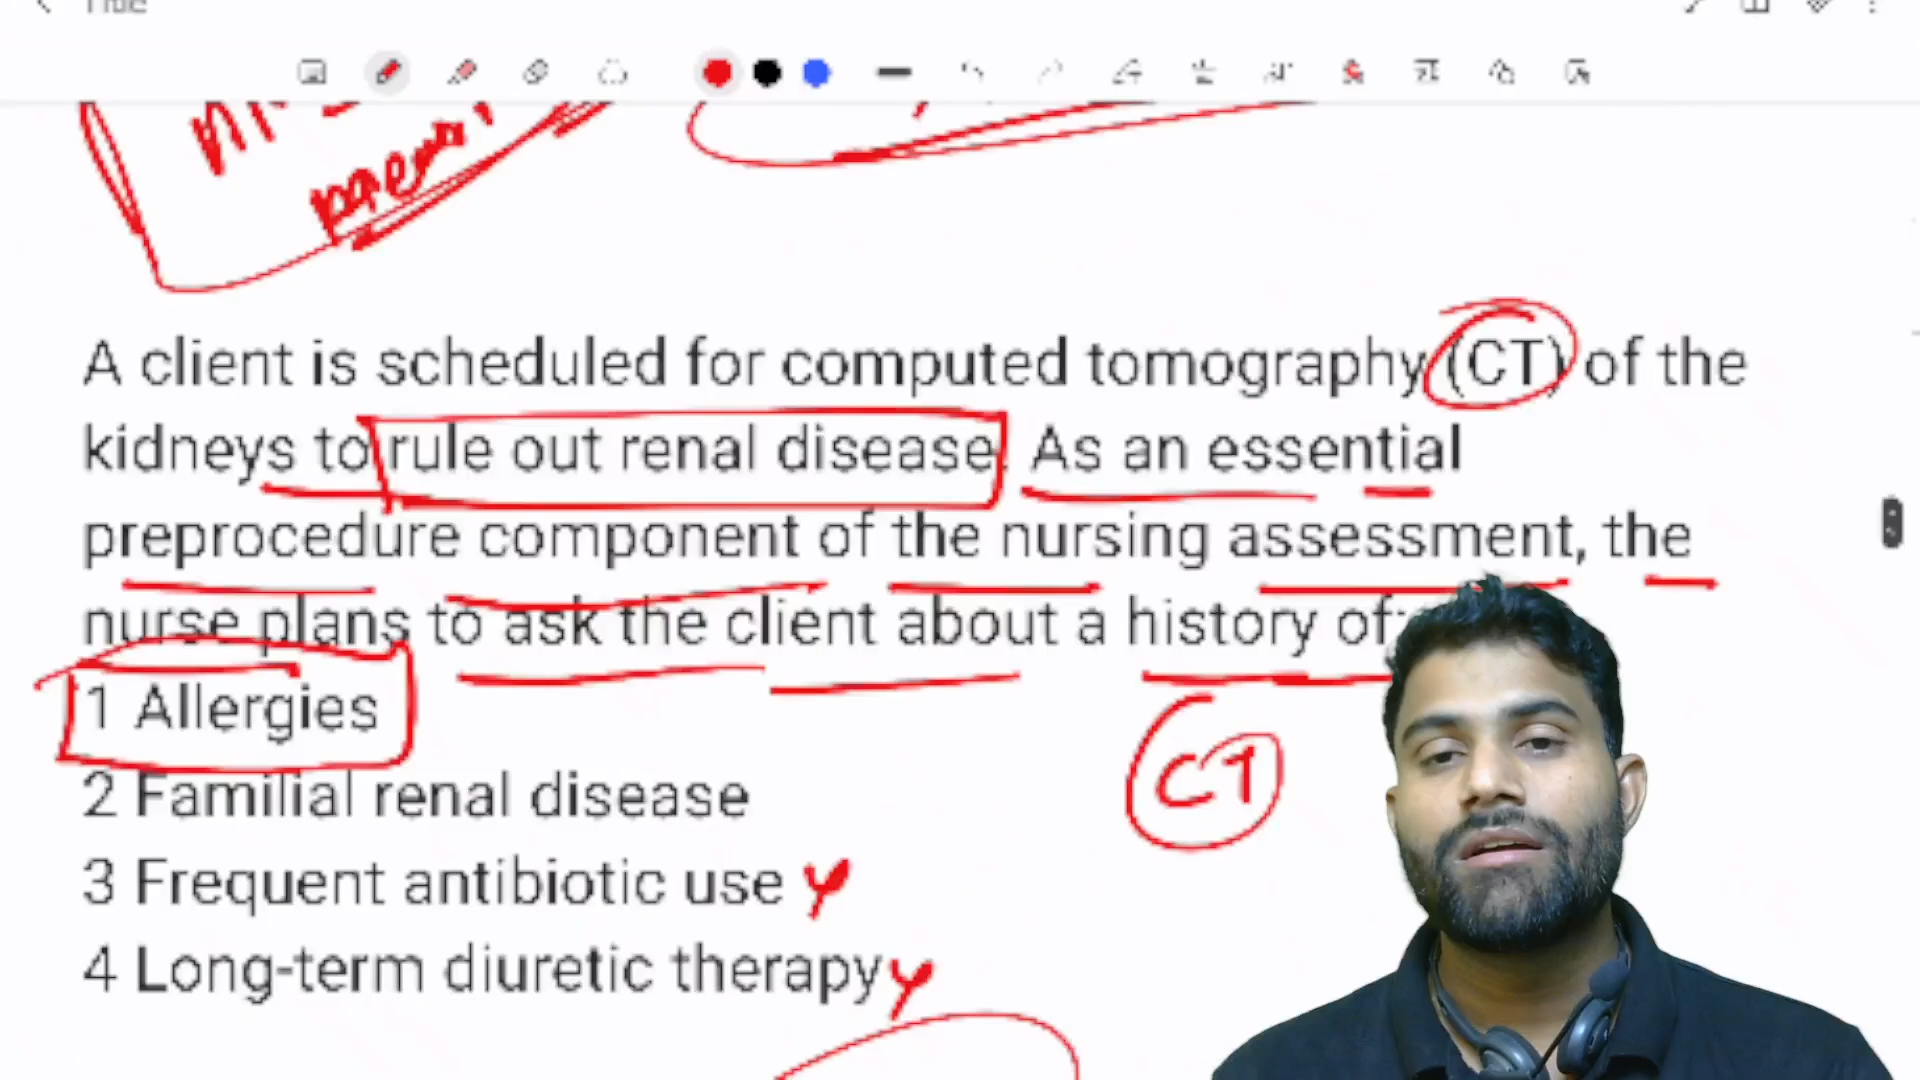 Title
A client is scheduled for computed tomography (CT) of the
kidneys to rule out renal disease. As an essential
preprocedure component of the nursing assessment, the
nurse plans to ask the client about a history of:
1 Allergies
CT
2 Familial renal disease
3 Frequent antibiotic use
4 Long-term diuretic therapy